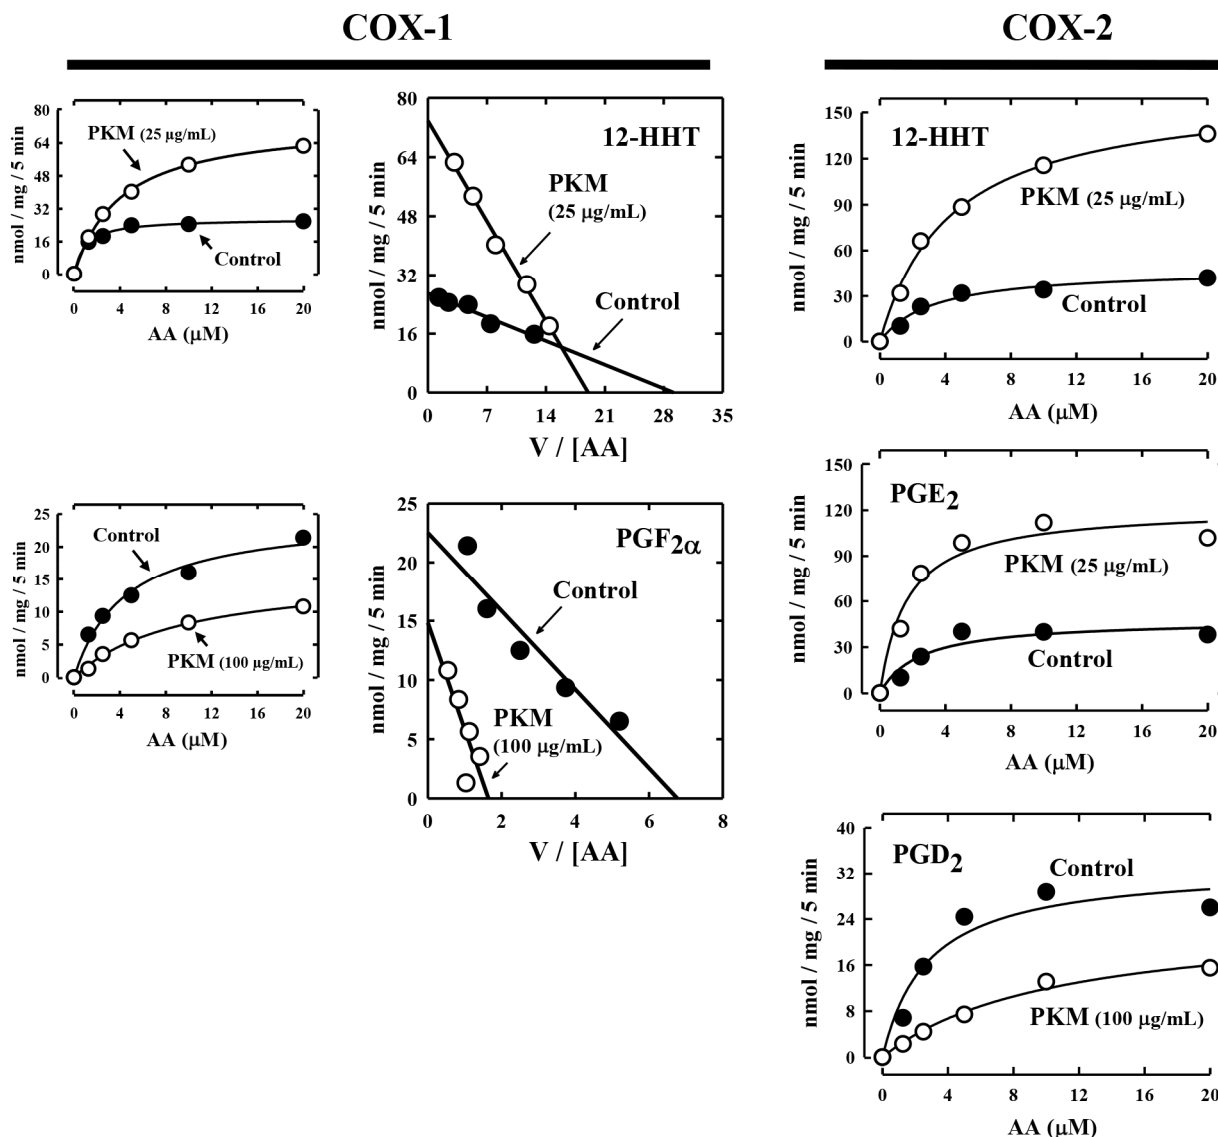 COX-1
COX-2
nmol / mg / 5 min
80
64
48
32
16
0
PKM (25 µg/mL)
Control
0 4 8 12 16 20
AA (µM)
nmol / mg / 5 min
80
64
48
32
16
0
12-HHT
PKM
(25 µg/mL)
Control
0 7 14 21 28 35
V / [AA]
nmol / mg / 5 min
150
120
90
60
30
0
12-HHT
PKM (25 µg/mL)
Control
0 4 8 12 16 20
AA (µM)
nmol / mg / 5 min
25
20
15
10
5
0
Control
PKM (100 µg/mL)
0 4 8 12 16 20
AA (µM)
nmol / mg / 5 min
25
20
15
10
5
0
PGF2α
Control
PKM
(100 µg/mL)
0 2 4 6 8
V / [AA]
nmol / mg / 5 min
150
120
90
60
30
0
PGE2
PKM (25 µg/mL)
Control
0 4 8 12 16 20
AA (µM)
nmol / mg / 5 min
40
32
24
16
8
0
PGD2
Control
PKM (100 µg/mL)
0 4 8 12 16 20
AA (µM)